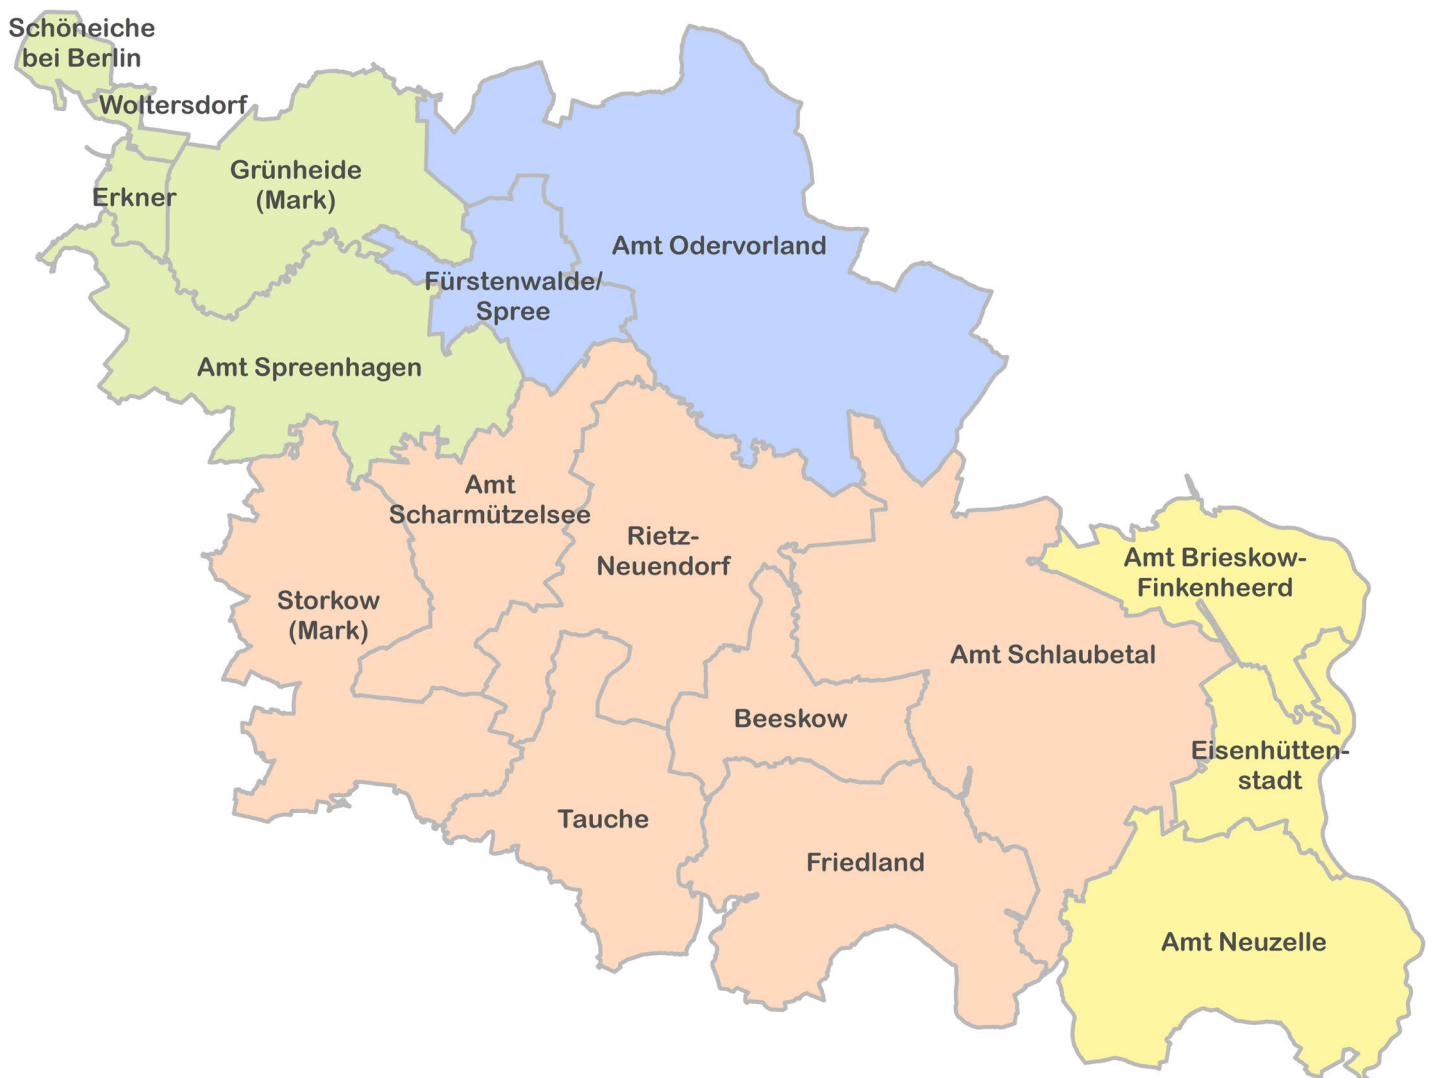 Schöneiche
bei Berlin
Woltersdorf
Grünheide
(Mark)
Erkner
Amt Odervorland
Fürstenwalde/
Spree
Amt Spreenhagen
Amt
Scharmützelsee
Rietz-
Neuendorf
Amt Brieskow-
Finkenheerd
Storkow
(Mark)
Amt Schlaubetal
Beeskow
Eisenhütten-
stadt
Tauche
Friedland
Amt Neuzelle